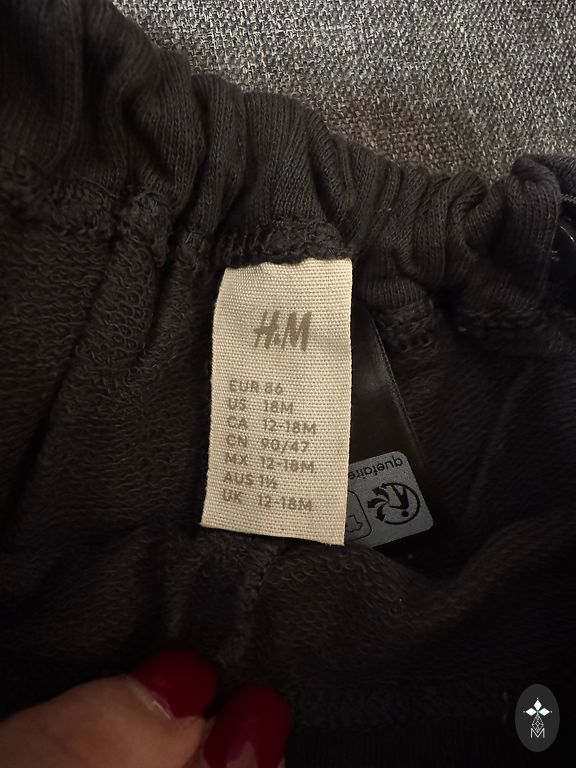 H&M
EUR 86
US 18M
CA 12-18M
CN 90/47
MX 12-18M
AUS 1½
UK 12-18M
quefaire
M